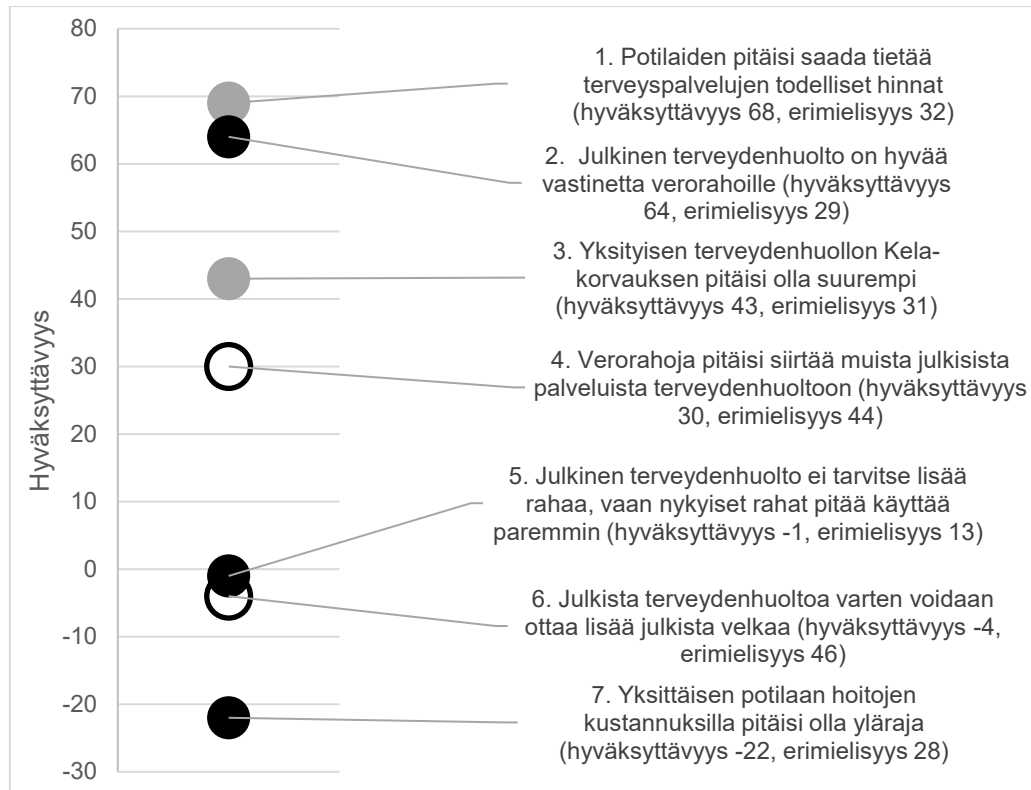 80
70
60
50
40
30
20
10
0
-10
-20
-30
Hyväksyttävyys
1. Potilaiden pitäisi saada tietää
terveyspalvelujen todelliset hinnat
(hyväksyttävyys 68, erimielisyys 32)
2. Julkinen terveydenhuolto on hyvää
vastinetta verorahoille (hyväksyttävyys
64, erimielisyys 29)
3. Yksityisen terveydenhuollon Kela-
korvauksen pitäisi olla suurempi
(hyväksyttävyys 43, erimielisyys 31)
4. Verorahoja pitäisi siirtää muista julkisista
palveluista terveydenhuoltoon (hyväksyttävyys
30, erimielisyys 44)
5. Julkinen terveydenhuolto ei tarvitse lisää
rahaa, vaan nykyiset rahat pitää käyttää
paremmin (hyväksyttävyys -1, erimielisyys 13)
6. Julkista terveydenhuoltoa varten voidaan
ottaa lisää julkista velkaa (hyväksyttävyys -4,
erimielisyys 46)
7. Yksittäisen potilaan hoitojen
kustannuksilla pitäisi olla yläraja
(hyväksyttävyys -22, erimielisyys 28)